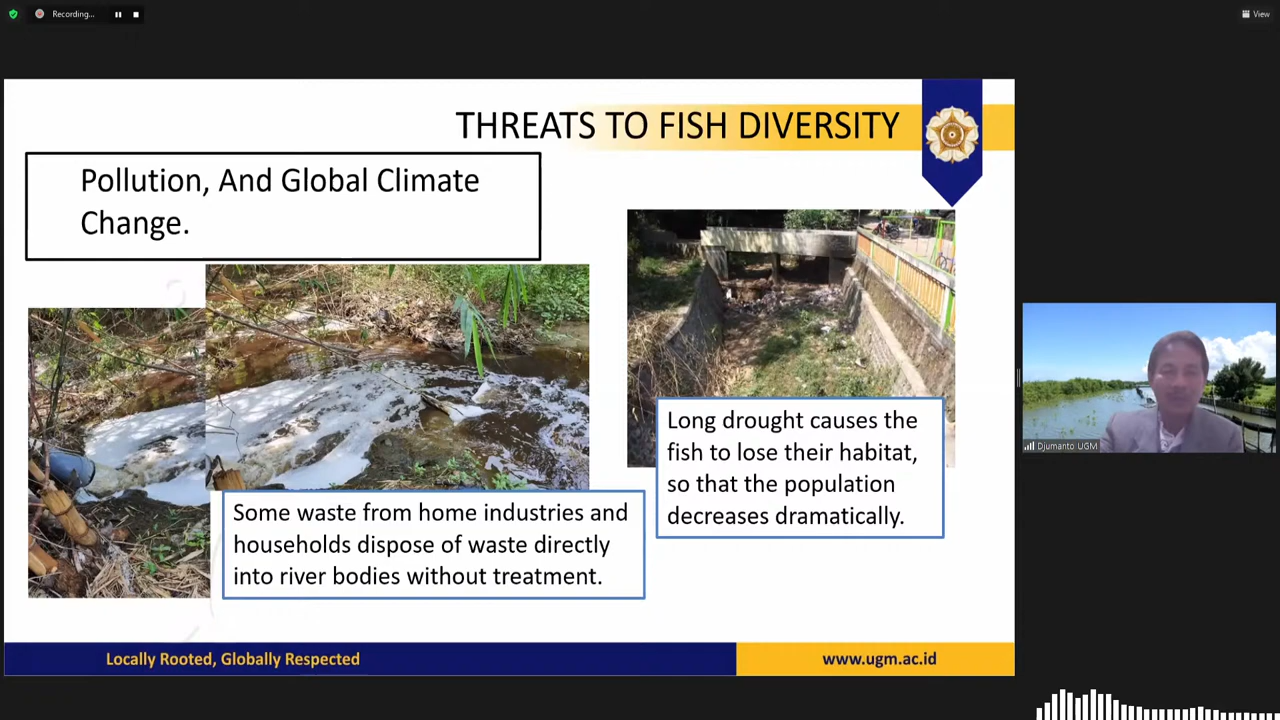 Recording...
View
THREATS TO FISH DIVERSITY
Pollution, And Global Climate
Change.
Some waste from home industries and
households dispose of waste directly
into river bodies without treatment.
Long drought causes the
fish to lose their habitat,
so that the population
decreases dramatically.
Djumanto UGM
Locally Rooted, Globally Respected
www.ugm.ac.id